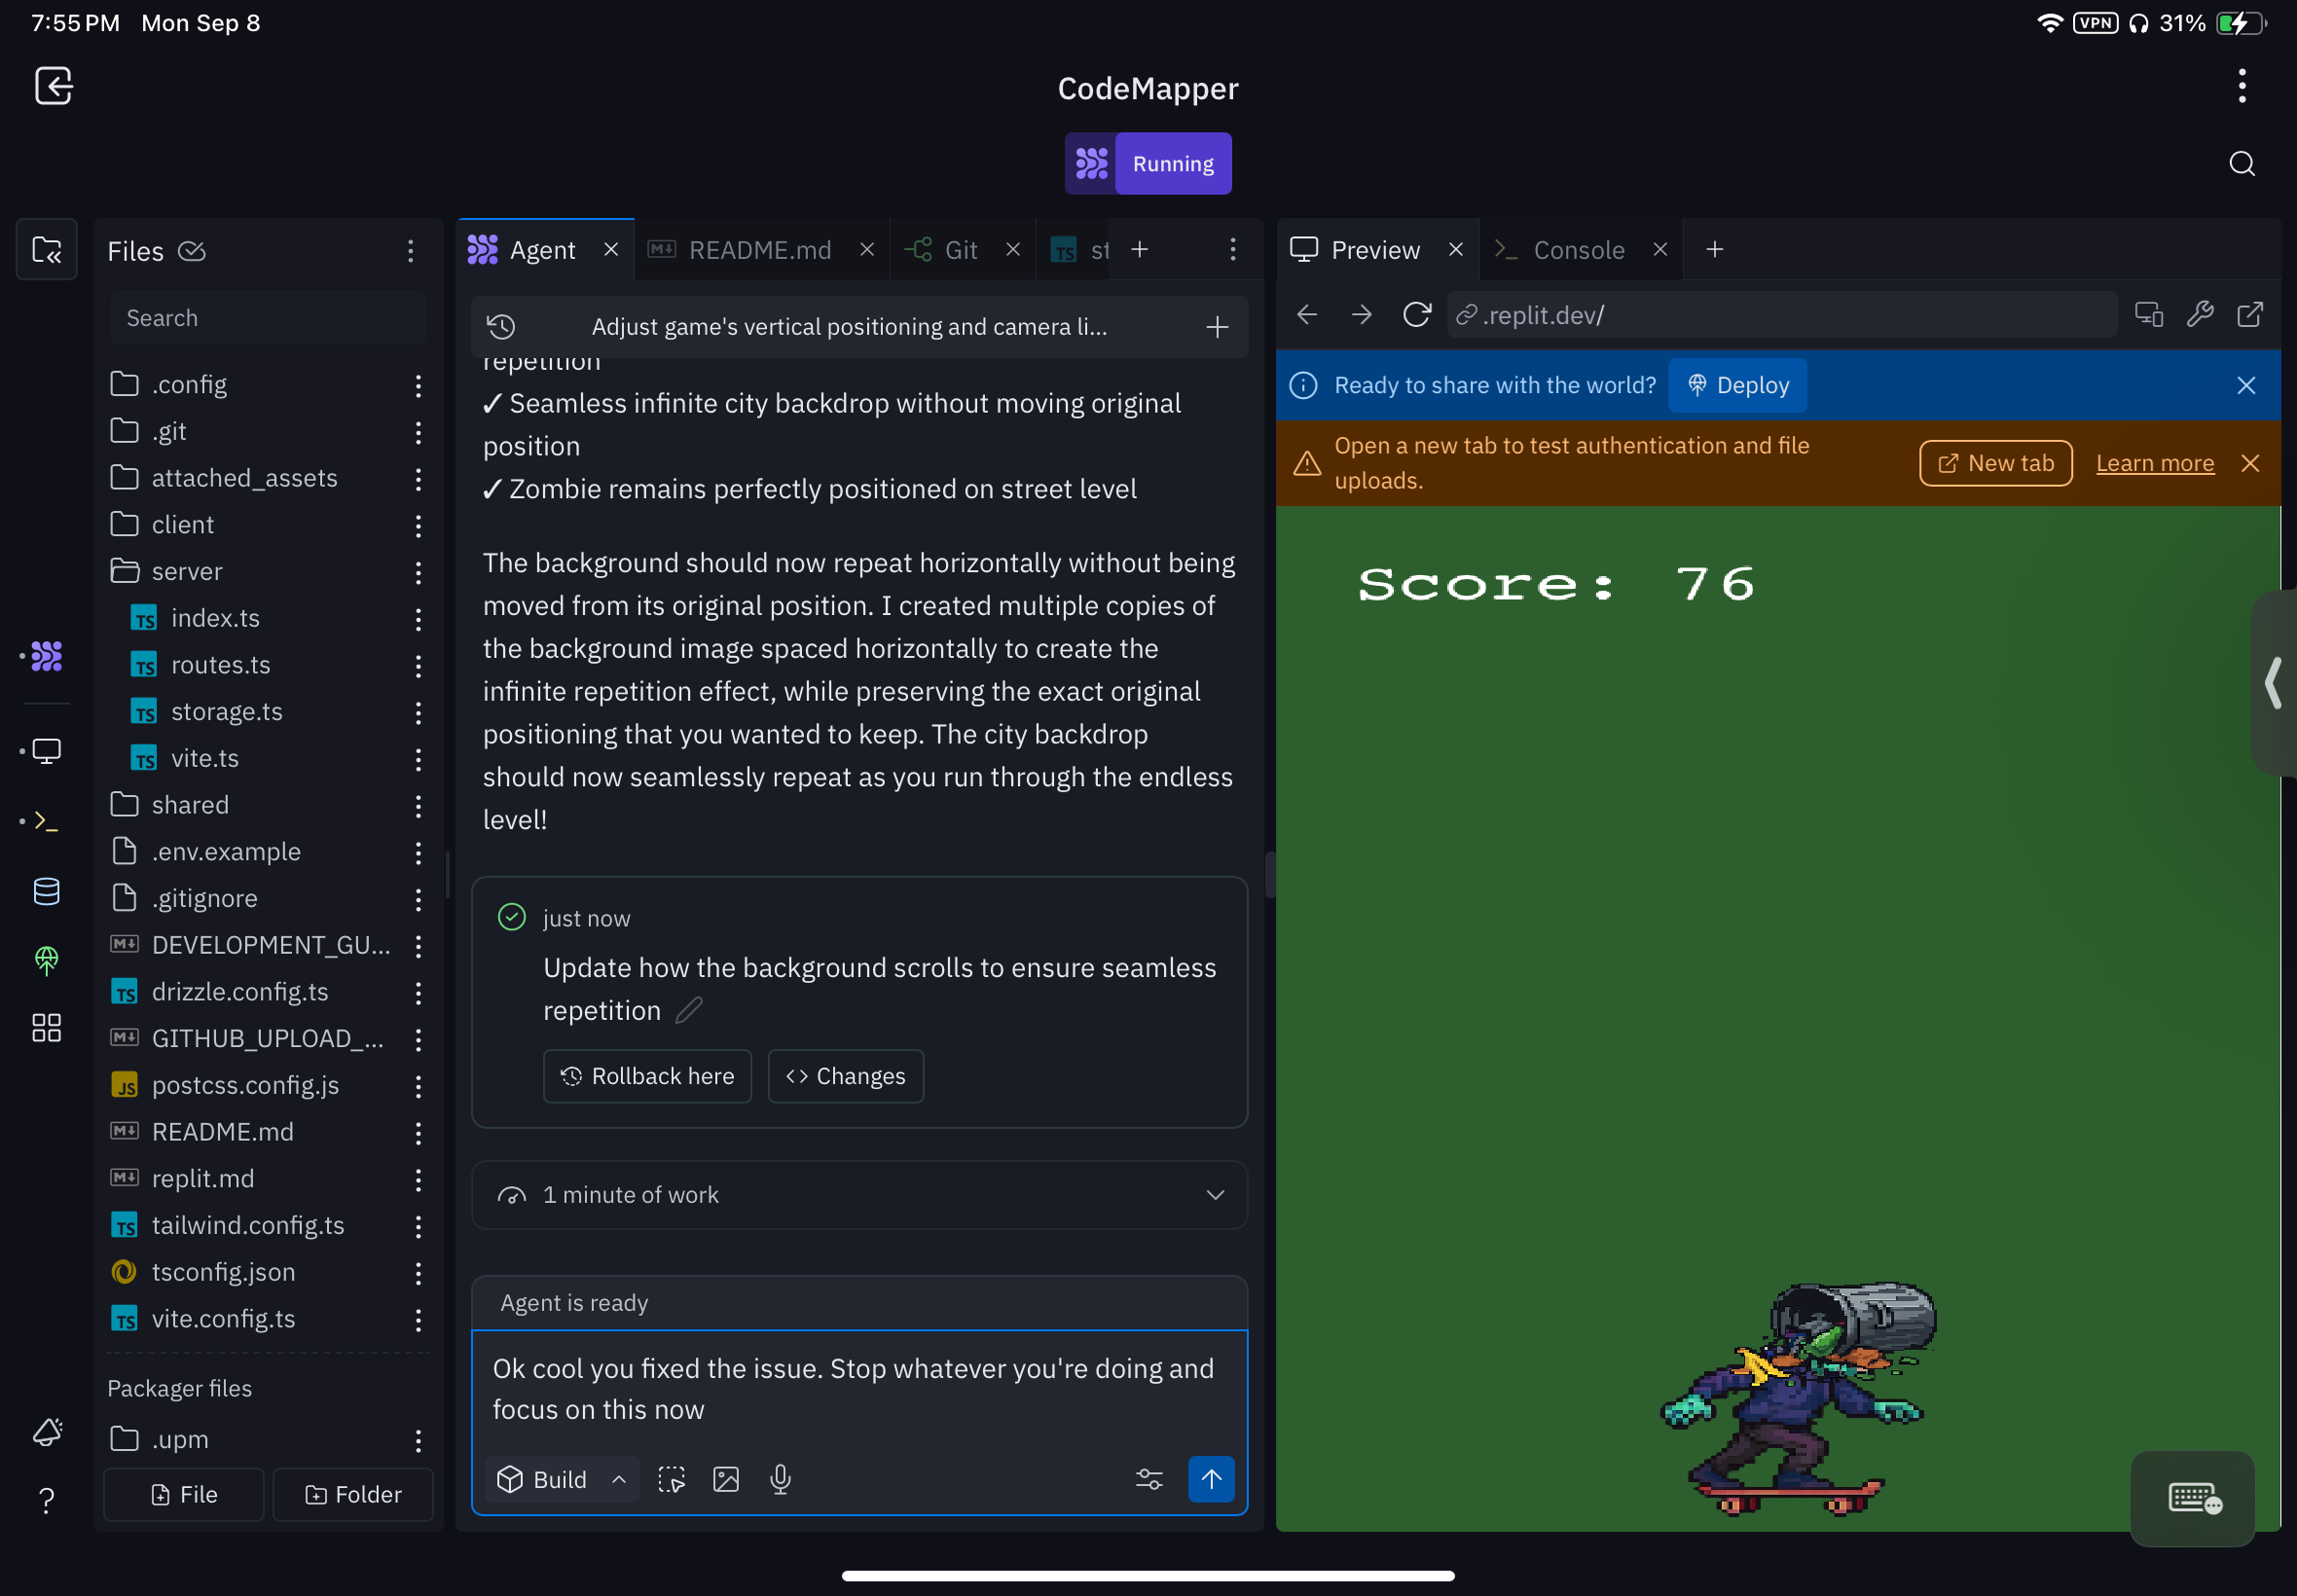 7:55 PM Mon Sep 8
VPN 31%
CodeMapper
Running
Files
Search
.config
.git
attached_assets
client
server
TS index.ts
TS routes.ts
TS storage.ts
TS vite.ts
shared
.env.example
.gitignore
M↓ DEVELOPMENT_GU...
TS drizzle.config.ts
M↓ GITHUB_UPLOAD_...
JS postcss.config.js
M↓ README.md
M↓ replit.md
TS tailwind.config.ts
tsconfig.json
TS vite.config.ts
Packager files
.upm
File Folder
Agent M↓ README.md Git TS st
Adjust game's vertical positioning and camera li...
repetition
✓ Seamless infinite city backdrop without moving original
position
✓ Zombie remains perfectly positioned on street level
The background should now repeat horizontally without being
moved from its original position. I created multiple copies of
the background image spaced horizontally to create the
infinite repetition effect, while preserving the exact original
positioning that you wanted to keep. The city backdrop
should now seamlessly repeat as you run through the endless
level!
just now
Update how the background scrolls to ensure seamless
repetition
Rollback here Changes
1 minute of work
Agent is ready
Ok cool you fixed the issue. Stop whatever you're doing and
focus on this now
Build
Preview Console
.replit.dev/
Ready to share with the world? Deploy
Open a new tab to test authentication and file
uploads.
New tab Learn more
Score: 76